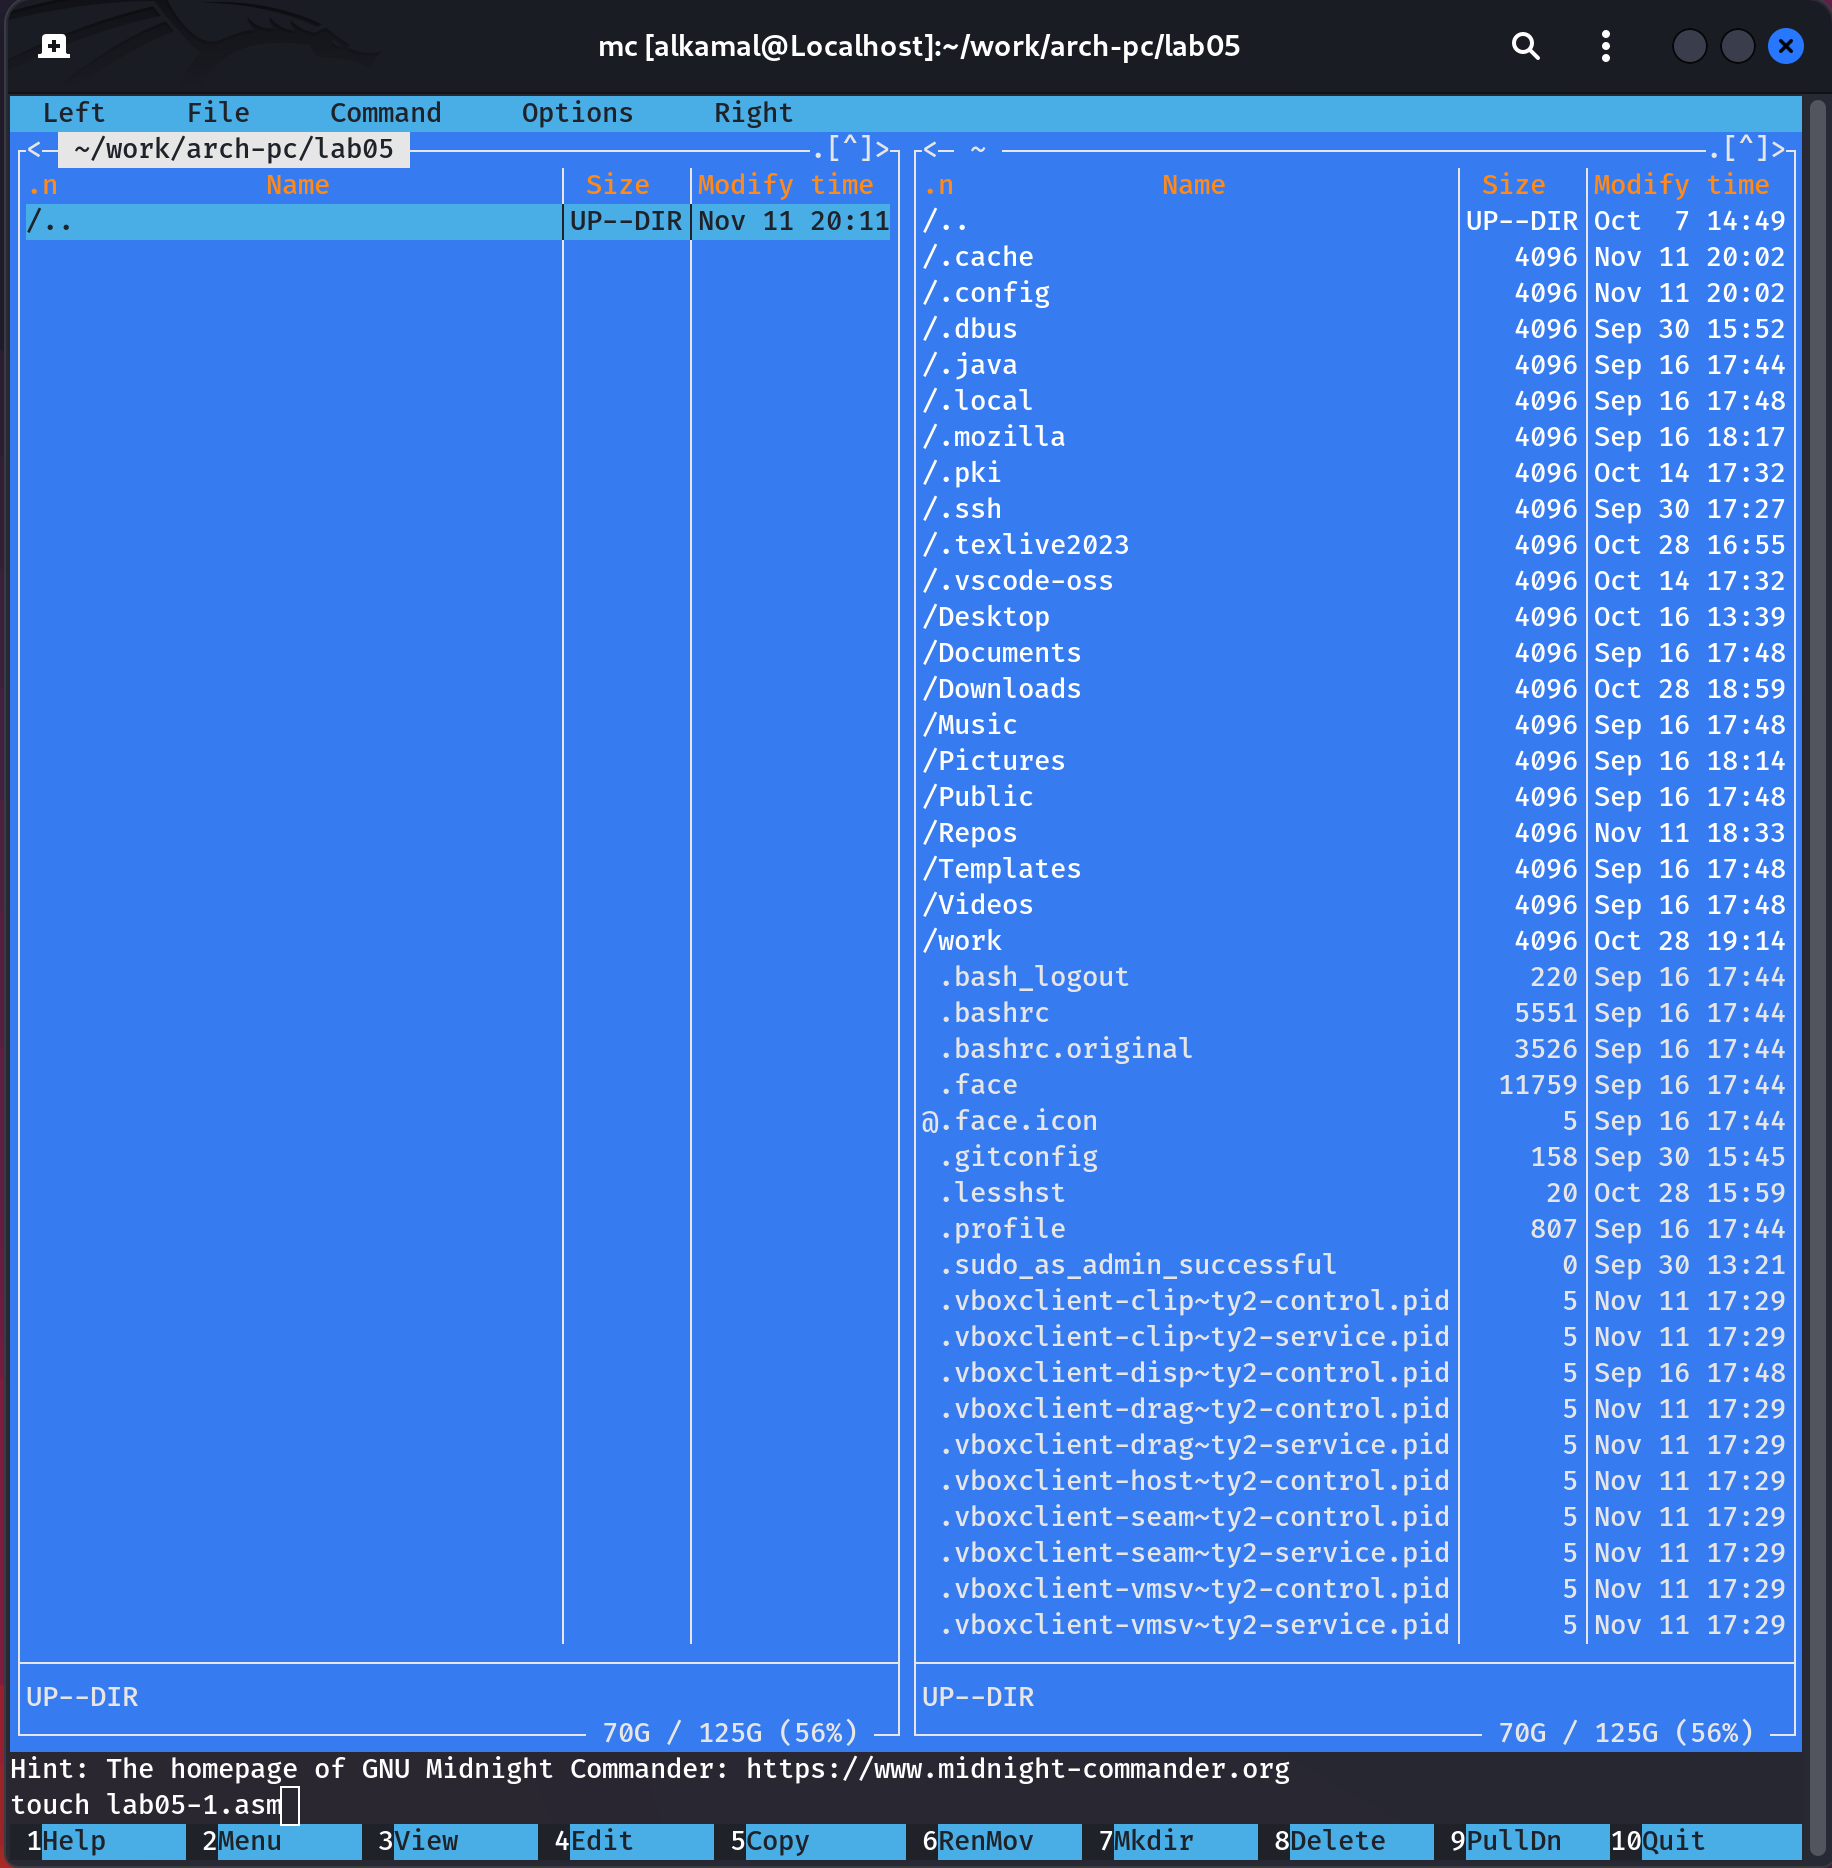 mc [alkamal@Localhost]:~/work/arch-pc/lab05
Left File Command Options Right
<─ ~/work/arch-pc/lab05 .[^]>
.n Name Size Modify time
/.. UP--DIR Nov 11 20:11
UP--DIR
70G / 125G (56%)
<─ ~ .[^]>
.n Name Size Modify time
/.. UP--DIR Oct 7 14:49
/.cache 4096 Nov 11 20:02
/.config 4096 Nov 11 20:02
/.dbus 4096 Sep 30 15:52
/.java 4096 Sep 16 17:44
/.local 4096 Sep 16 17:48
/.mozilla 4096 Sep 16 18:17
/.pki 4096 Oct 14 17:32
/.ssh 4096 Sep 30 17:27
/.texlive2023 4096 Oct 28 16:55
/.vscode-oss 4096 Oct 14 17:32
/Desktop 4096 Oct 16 13:39
/Documents 4096 Sep 16 17:48
/Downloads 4096 Oct 28 18:59
/Music 4096 Sep 16 17:48
/Pictures 4096 Sep 16 18:14
/Public 4096 Sep 16 17:48
/Repos 4096 Nov 11 18:33
/Templates 4096 Sep 16 17:48
/Videos 4096 Sep 16 17:48
/work 4096 Oct 28 19:14
.bash_logout 220 Sep 16 17:44
.bashrc 5551 Sep 16 17:44
.bashrc.original 3526 Sep 16 17:44
.face 11759 Sep 16 17:44
@.face.icon 5 Sep 16 17:44
.gitconfig 158 Sep 30 15:45
.lesshst 20 Oct 28 15:59
.profile 807 Sep 16 17:44
.sudo_as_admin_successful 0 Sep 30 13:21
.vboxclient-clip~ty2-control.pid 5 Nov 11 17:29
.vboxclient-clip~ty2-service.pid 5 Nov 11 17:29
.vboxclient-disp~ty2-control.pid 5 Sep 16 17:48
.vboxclient-drag~ty2-control.pid 5 Nov 11 17:29
.vboxclient-drag~ty2-service.pid 5 Nov 11 17:29
.vboxclient-host~ty2-control.pid 5 Nov 11 17:29
.vboxclient-seam~ty2-control.pid 5 Nov 11 17:29
.vboxclient-seam~ty2-service.pid 5 Nov 11 17:29
.vboxclient-vmsv~ty2-control.pid 5 Nov 11 17:29
.vboxclient-vmsv~ty2-service.pid 5 Nov 11 17:29
UP--DIR
70G / 125G (56%)
Hint: The homepage of GNU Midnight Commander: https://www.midnight-commander.org
touch lab05-1.asm
1Help 2Menu 3View 4Edit 5Copy 6RenMov 7Mkdir 8Delete 9PullDn 10Quit